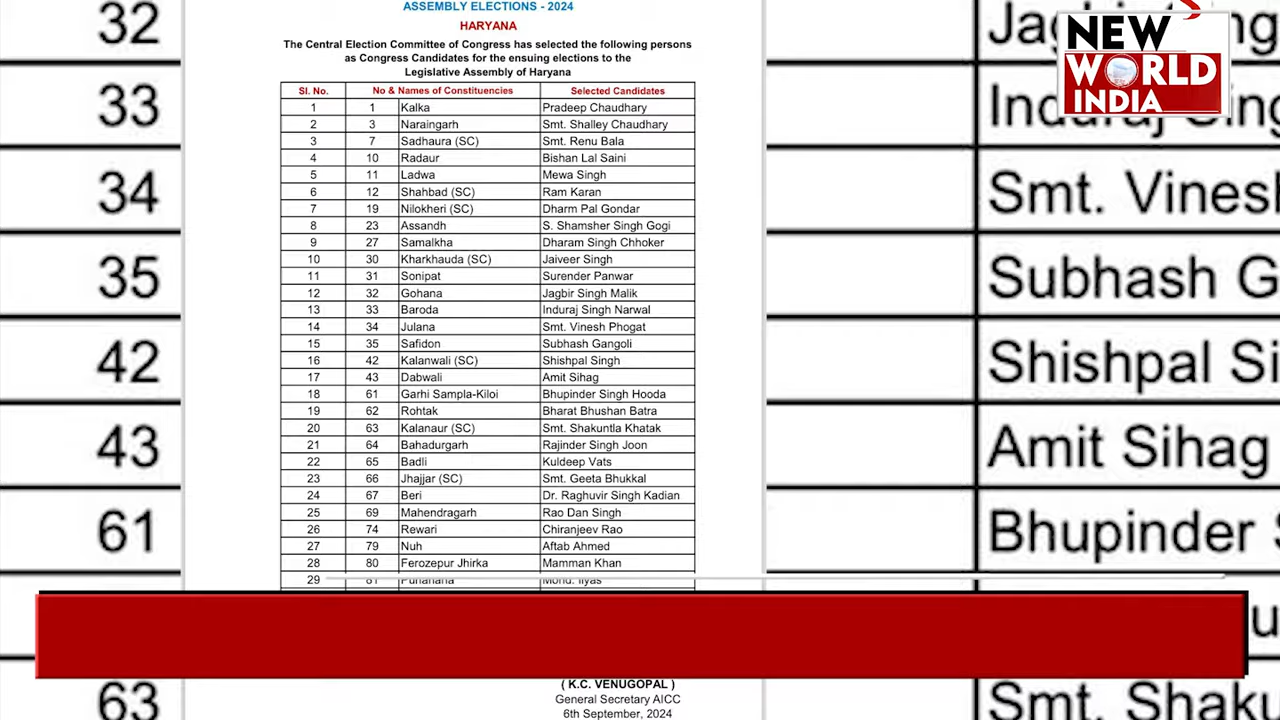 ASSEMBLY ELECTIONS - 2024
HARYANA
The Central Election Committee of Congress has selected the following persons
as Congress Candidates for the ensuing elections to the
Legislative Assembly of Haryana
Sl. No. No & Names of Constituencies Selected Candidates
1 1 Kalka Pradeep Chaudhary
2 3 Naraingarh Smt. Shalley Chaudhary
3 7 Sadhaura (SC) Smt. Renu Bala
4 10 Radaur Bishan Lal Saini
5 11 Ladwa Mewa Singh
6 12 Shahbad (SC) Ram Karan
7 19 Nilokheri (SC) Dharm Pal Gondar
8 23 Assandh S. Shamsher Singh Gogi
9 27 Samalkha Dharam Singh Chhoker
10 30 Kharkhauda (SC) Jaiveer Singh
11 31 Sonipat Surender Panwar
12 32 Gohana Jagbir Singh Malik
13 33 Baroda Induraj Singh Narwal
14 34 Julana Smt. Vinesh Phogat
15 35 Safidon Subhash Gangoli
16 42 Kalanwali (SC) Shishpal Singh
17 43 Dabwali Amit Sihag
18 61 Garhi Sampla-Kiloi Bhupinder Singh Hooda
19 62 Rohtak Bharat Bhushan Batra
20 63 Kalanaur (SC) Smt. Shakuntla Khatak
21 64 Bahadurgarh Rajinder Singh Joon
22 65 Badli Kuldeep Vats
23 66 Jhajjar (SC) Smt. Geeta Bhukkal
24 67 Beri Dr. Raghuvir Singh Kadian
25 69 Mahendragarh Rao Dan Singh
26 74 Rewari Chiranjeev Rao
27 79 Nuh Aftab Ahmed
28 80 Ferozepur Jhirka Mamman Khan
29 81 Punahana Mohd. Ilyas
( K.C. VENUGOPAL )
General Secretary AICC
6th September, 2024
32
33
34 Smt. Vinesh
35 Subhash G
42 Shishpal Si
43 Amit Sihag
61 Bhupinder S
63 Smt. Shaku
NEW
WORLD
INDIA